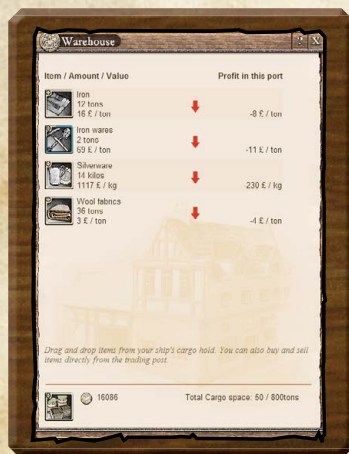 Warehouse
? X
Item / Amount / Value Profit in this port
Iron
12 tons
16 £ / ton -8 £ / ton
Iron wares
2 tons
69 £ / ton -11 £ / ton
Silverware
14 kilos
1117 £ / kg -230 £ / kg
Wool fabrics
36 tons
3 £ / ton -4 £ / ton
Drag and drop items from your ship's cargo hold. You can also buy and sell
items directly from the trading post.
16086 Total Cargo space: 50 / 800tons